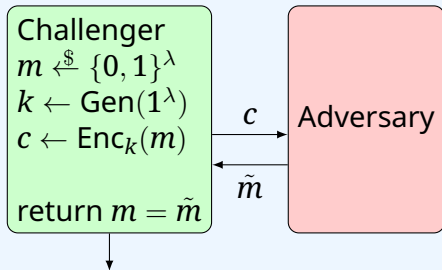 Challenger
m ←$ {0, 1}^λ
k ← Gen(1^λ)
c ← Enc_k(m)
return m = m̃
c
m̃
Adversary